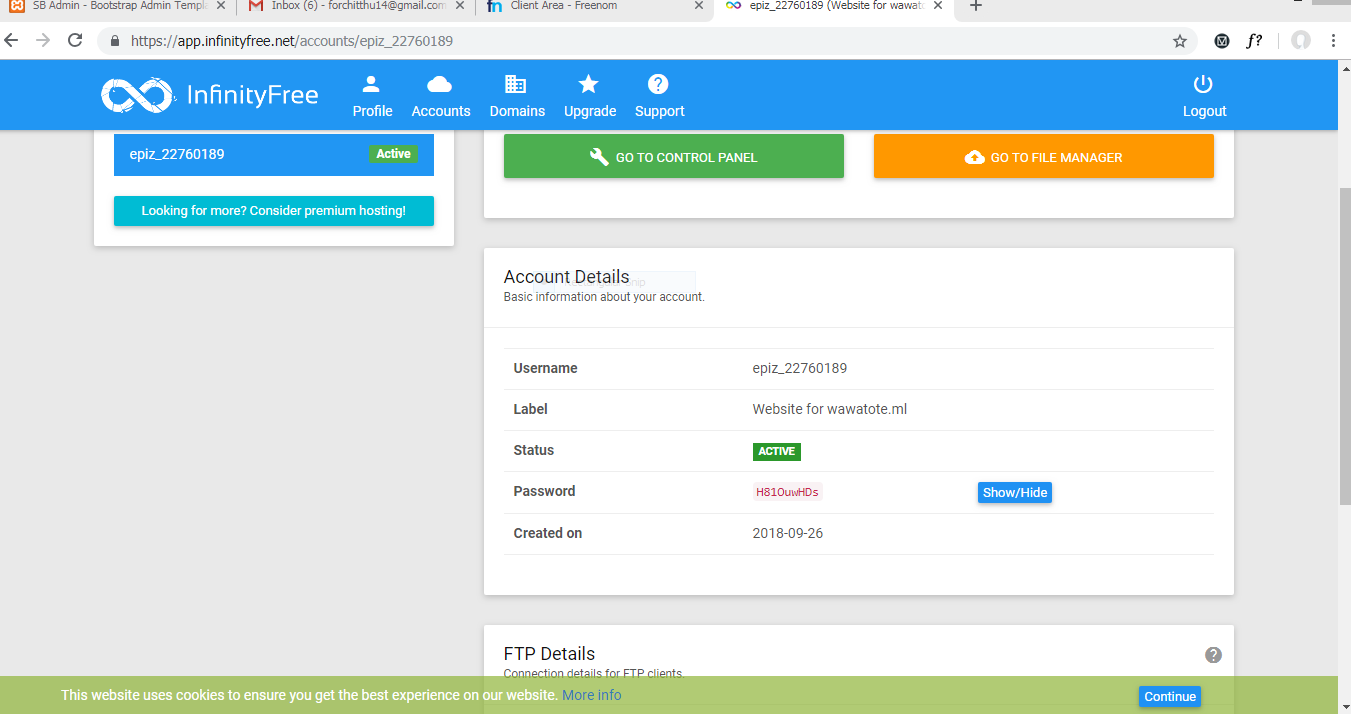 SB Admin - Bootstrap Admin Templa
Inbox (6) - forchitthu14@gmail.com
Client Area - Freenom
epiz_22760189 (Website for wawato
https://app.infinityfree.net/accounts/epiz_22760189
f?
InfinityFree
Profile
Accounts
Domains
Upgrade
Support
Logout
epiz_22760189
Active
Looking for more? Consider premium hosting!
GO TO CONTROL PANEL
GO TO FILE MANAGER
Account Details
Basic information about your account.
Username epiz_22760189
Label Website for wawatote.ml
Status ACTIVE
Password H81OuwHDs Show/Hide
Created on 2018-09-26
FTP Details
Connection details for FTP clients.
This website uses cookies to ensure you get the best experience on our website. More info
Continue